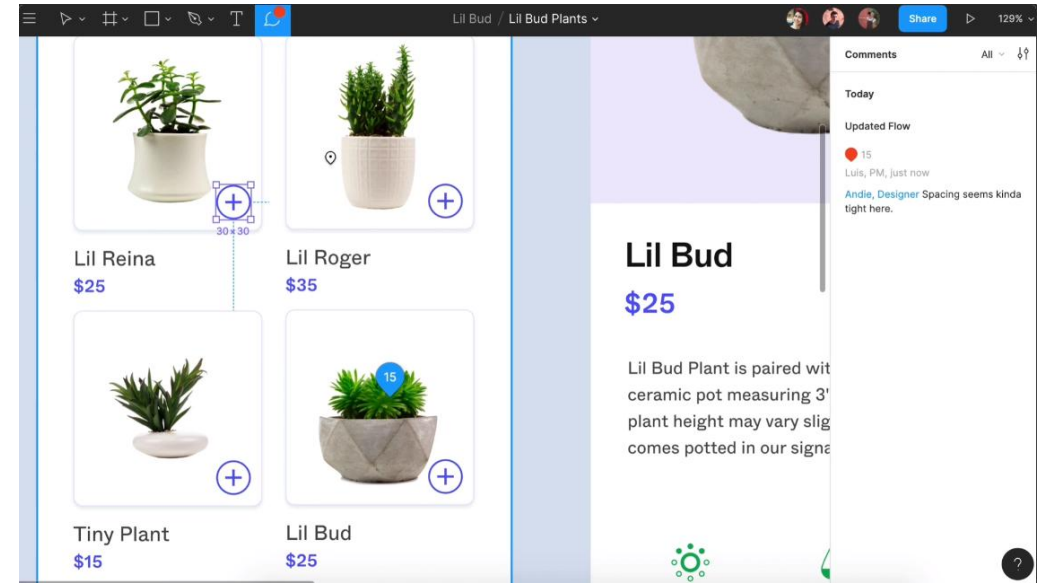 Lil Bud / Lil Bud Plants
Share
129%
Comments
All
Today
Updated Flow
15
Luis, PM, just now
Andie, Designer Spacing seems kinda
tight here.
30×30
Lil Reina
$25
Lil Roger
$35
15
Tiny Plant
$15
Lil Bud
$25
Lil Bud
$25
Lil Bud Plant is paired wit
ceramic pot measuring 3"
plant height may vary slig
comes potted in our signa
?